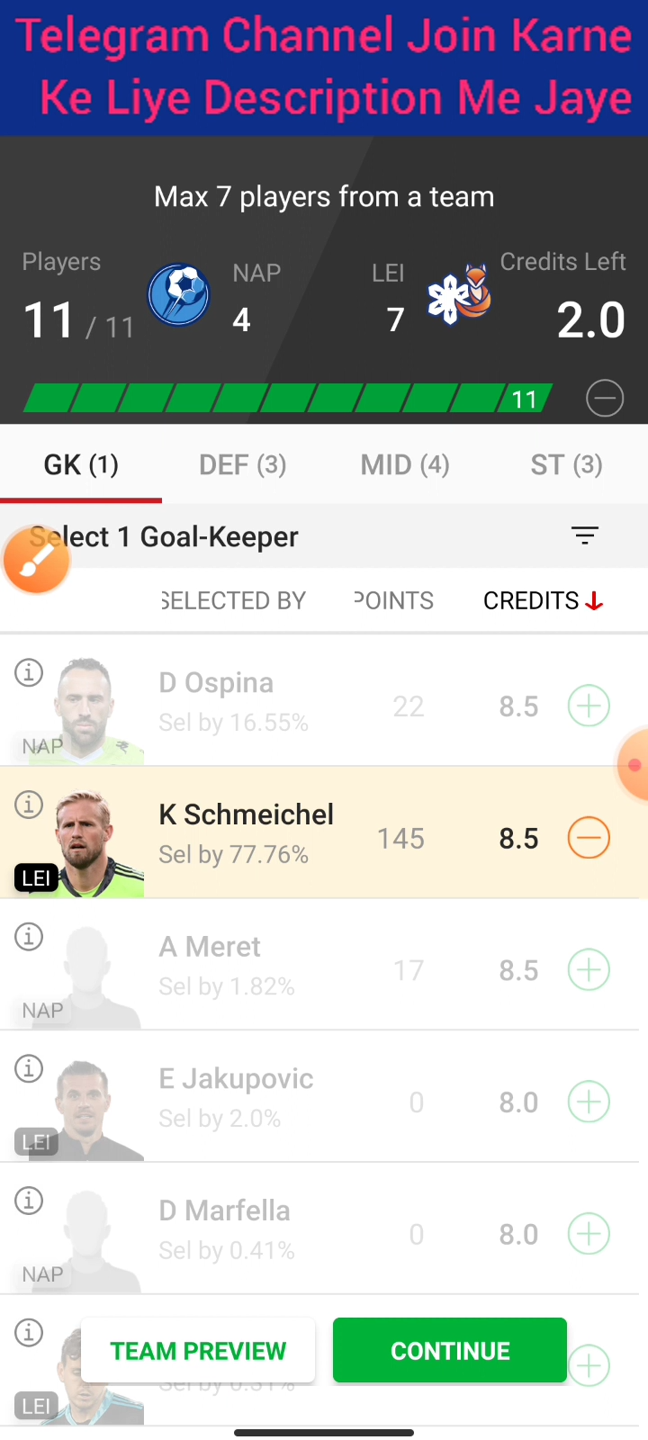 Telegram Channel Join Karne
Ke Liye Description Me Jaye
Max 7 players from a team
Players NAP LEI Credits Left
11 / 11 4 7 2.0
11
GK (1) DEF (3) MID (4) ST (3)
Select 1 Goal-Keeper
SELECTED BY POINTS CREDITS
D Ospina
Sel by 16.55% 22 8.5
NAP
K Schmeichel
Sel by 77.76% 145 8.5
LEI
A Meret
Sel by 1.82% 17 8.5
NAP
E Jakupovic
Sel by 2.0% 0 8.0
LEI
D Marfella
Sel by 0.41% 0 8.0
NAP
TEAM PREVIEW CONTINUE
LEI